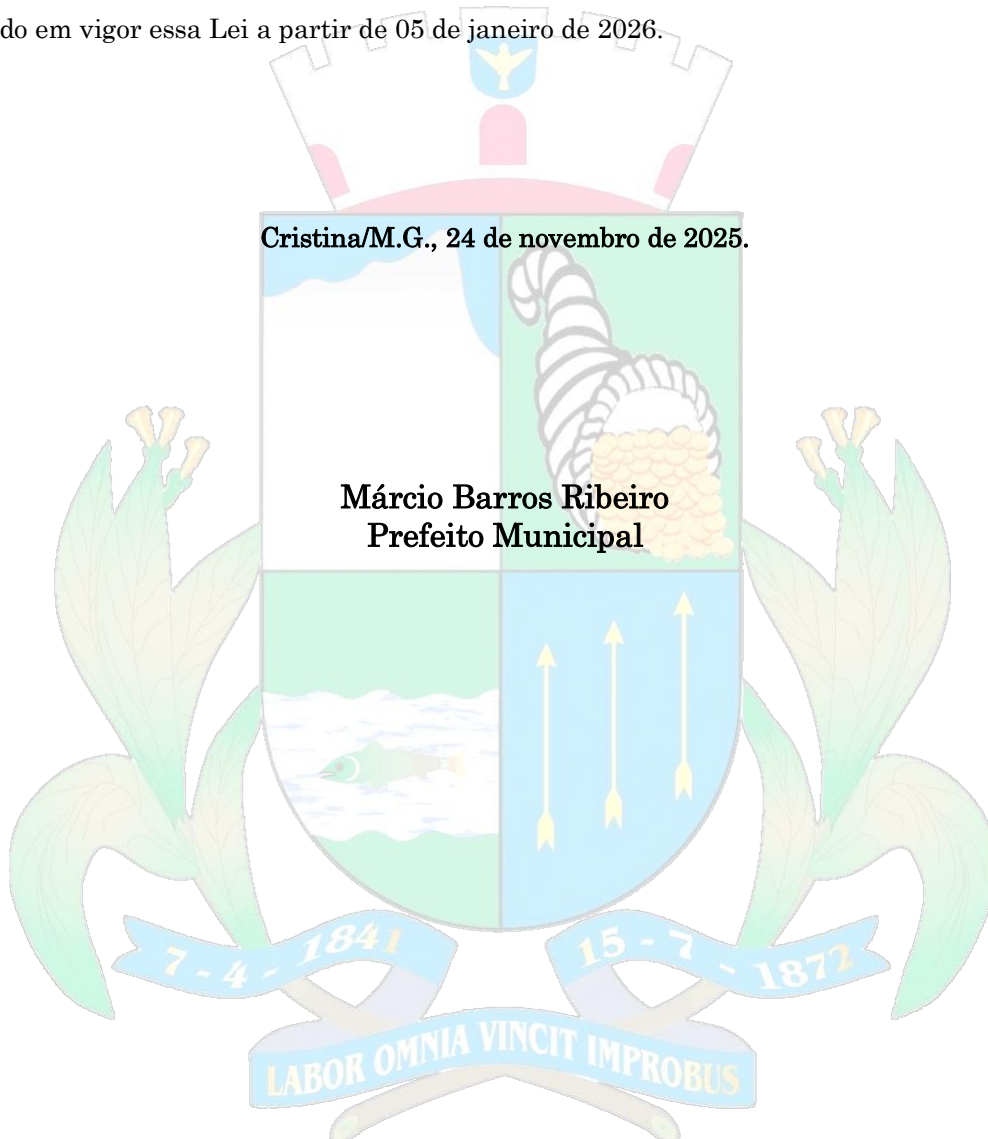 do em vigor essa Lei a partir de 05 de janeiro de 2026.
Cristina/M.G., 24 de novembro de 2025.
Márcio Barros Ribeiro
Prefeito Municipal
7 - 4 - 1841
15 - 7 - 1872
LABOR OMNIA VINCIT IMPROBUS